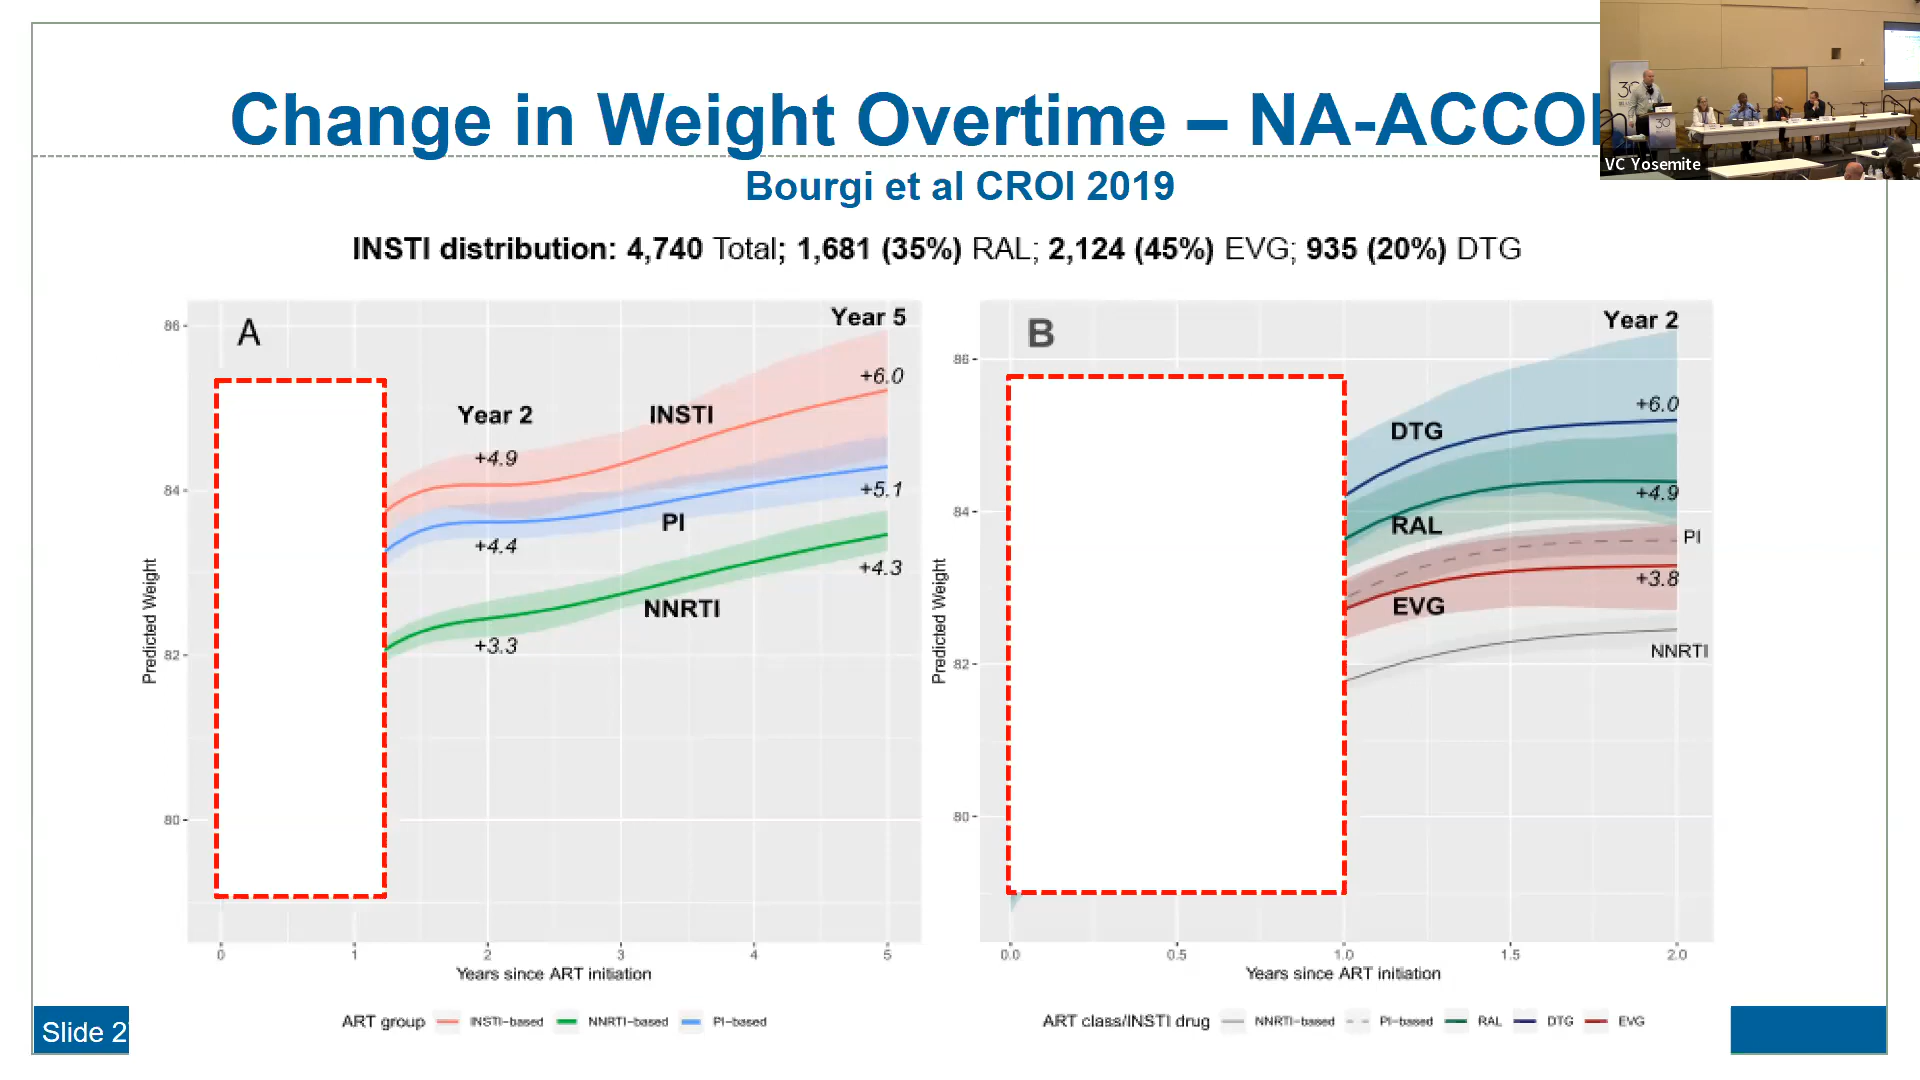 Change in Weight Overtime – NA-ACCO
Bourgi et al CROI 2019
INSTI distribution: 4,740 Total; 1,681 (35%) RAL; 2,124 (45%) EVG; 935 (20%) DTG
30
30
VC Yosemite
A
Year 5
+6.0
Year 2
INSTI
+4.9
+5.1
PI
+4.4
+4.3
NNRTI
+3.3
86
84
82
80
Predicted Weight
0 1 2 3 4 5
Years since ART initiation
ART group INSTI-based NNRTI-based PI-based
B
Year 2
+6.0
DTG
+4.9
RAL
PI
+3.8
EVG
NNRTI
86
84
82
80
Predicted Weight
0.0 0.5 1.0 1.5 2.0
Years since ART initiation
ART class/INSTI drug NNRTI-based PI-based RAL DTG EVG
Slide 2